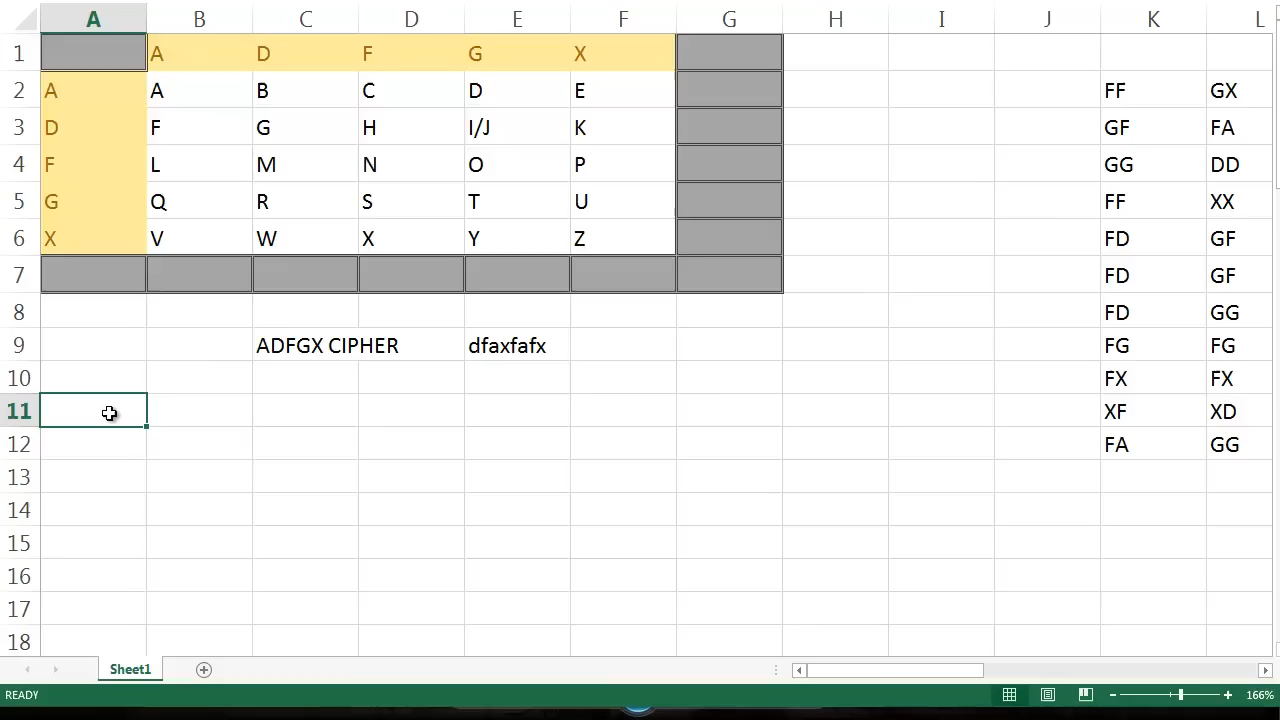 A B C D E F G H I J K L
1 A D F G X
2 A A B C D E FF GX
3 D F G H I/J K GF FA
4 F L M N O P GG DD
5 G Q R S T U FF XX
6 X V W X Y Z FD GF
7 FD GF
8 FD GG
9 ADFGX CIPHER dfaxfafx FG FG
10 FX FX
11 XF XD
12 FA GG
13
14
15
16
17
18
Sheet1
READY 166%